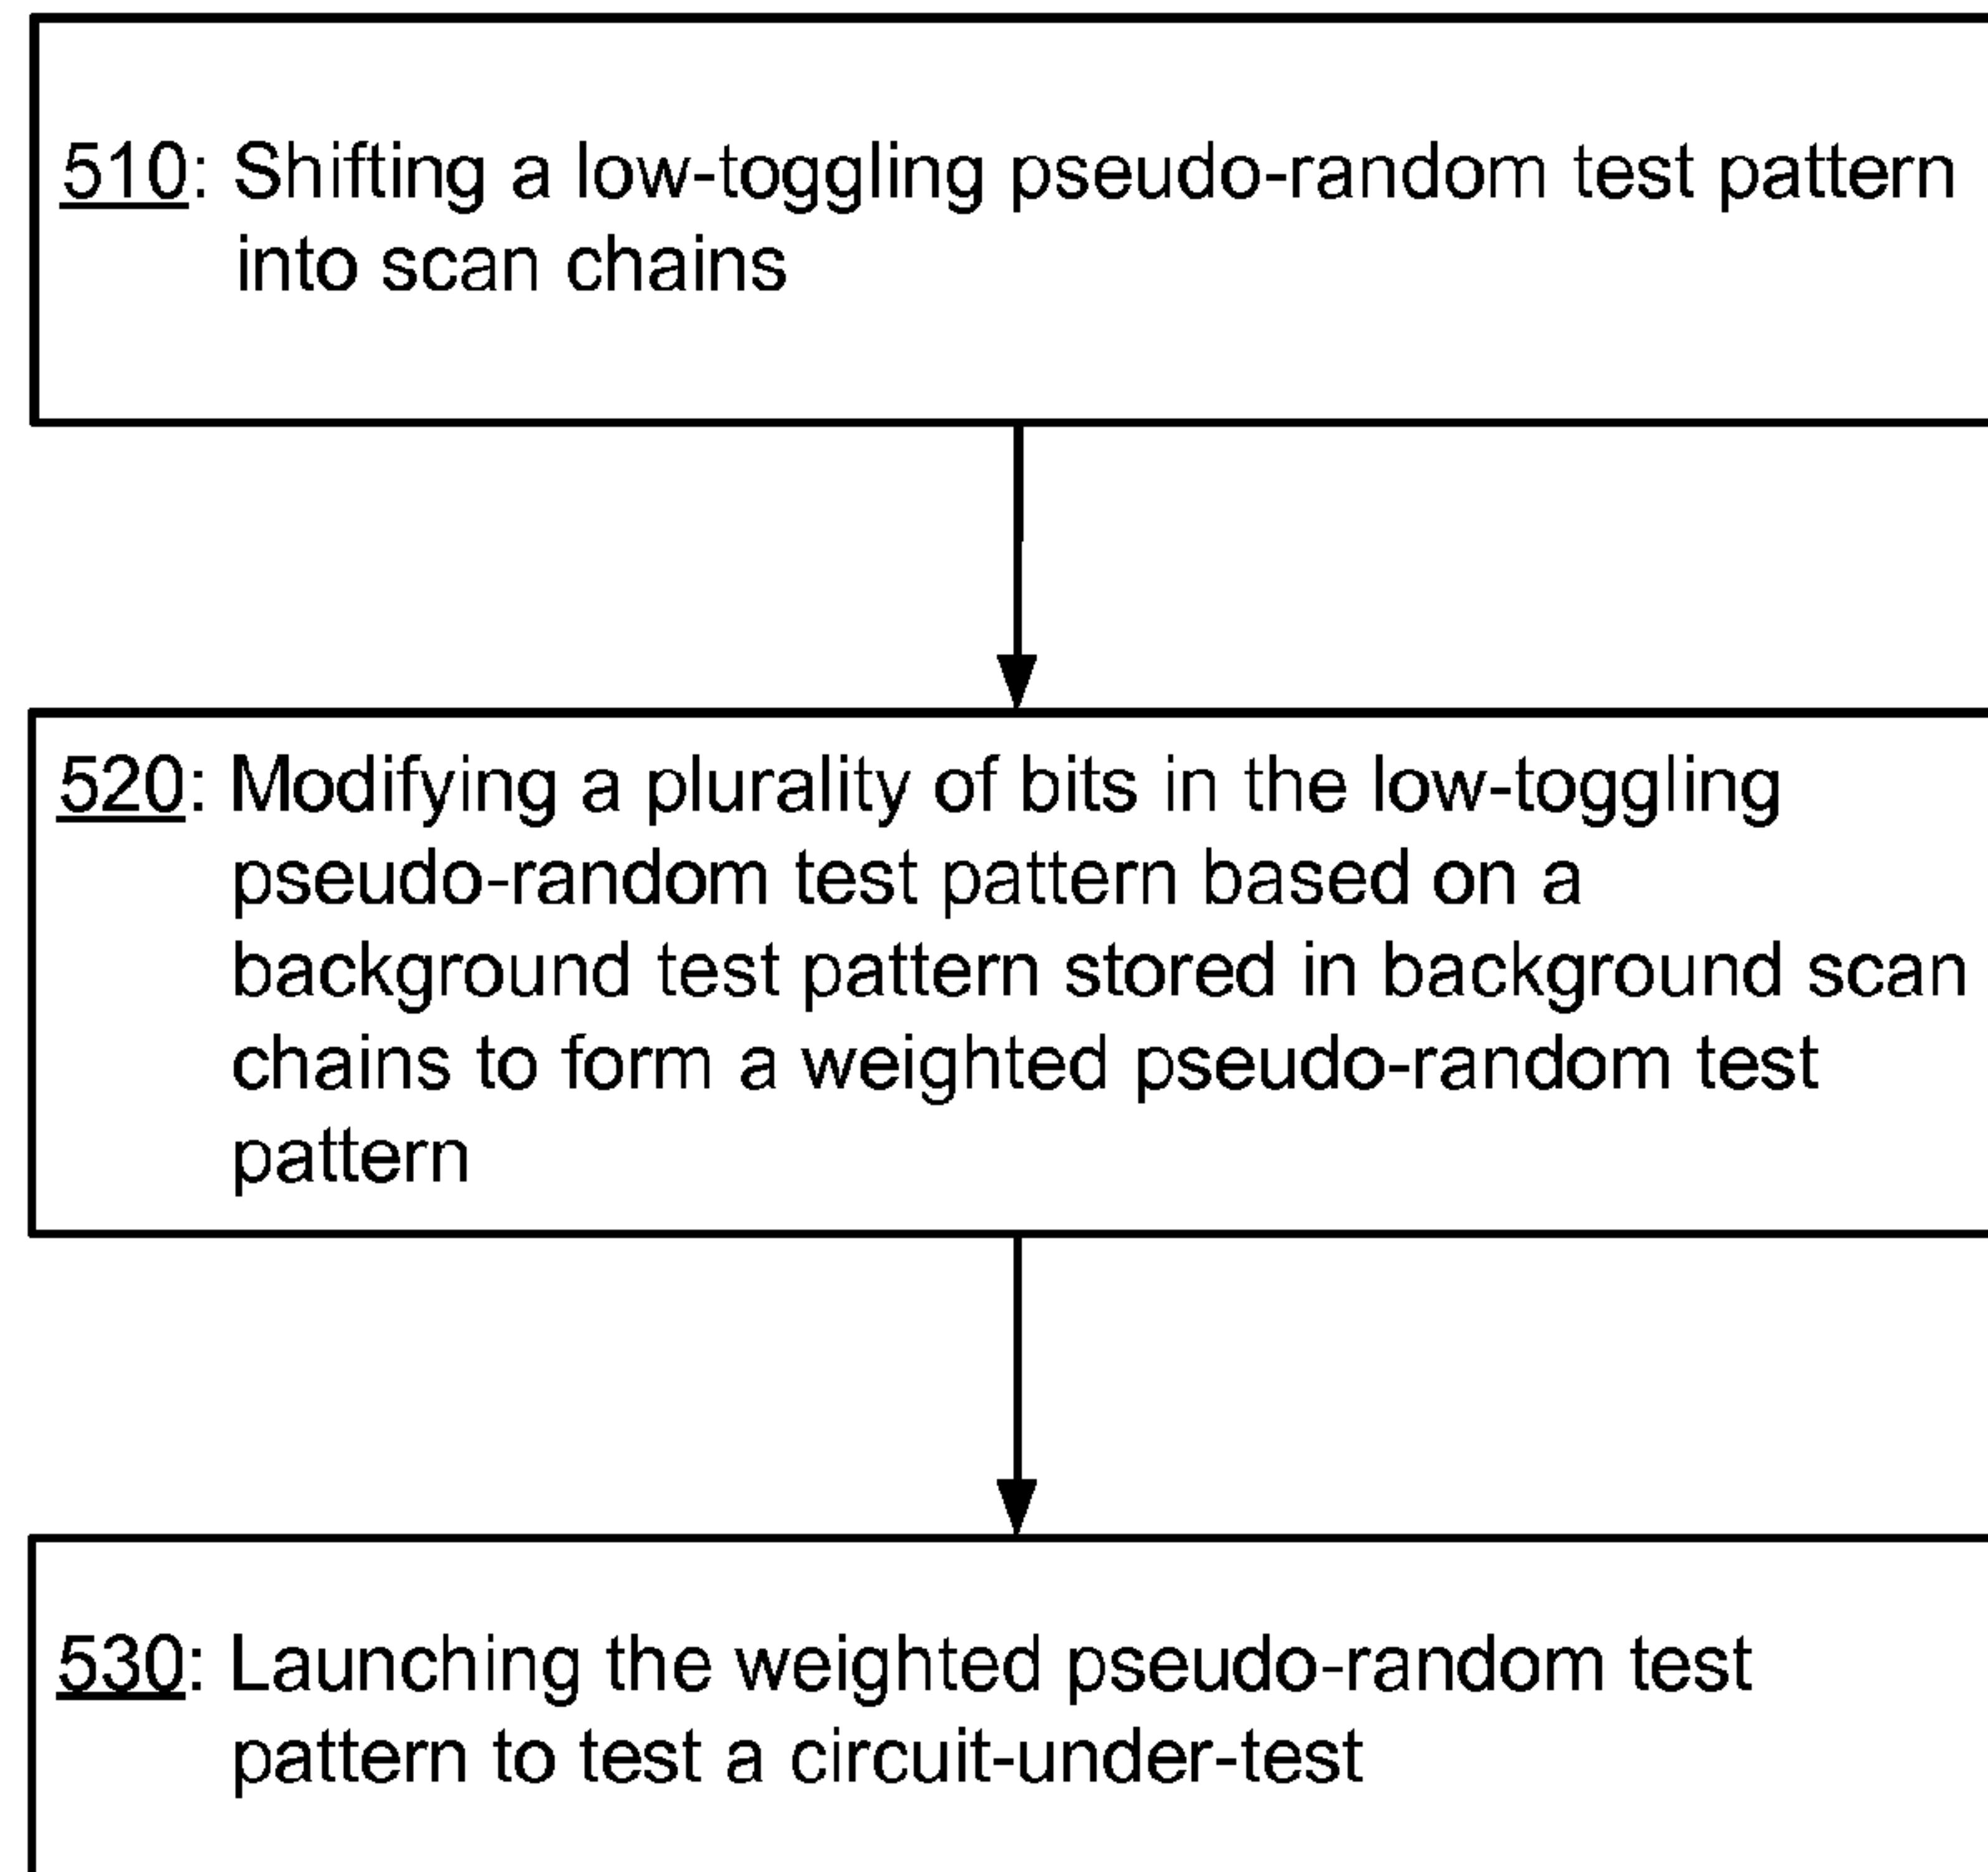 510: Shifting a low-toggling pseudo-random test pattern
into scan chains
520: Modifying a plurality of bits in the low-toggling
pseudo-random test pattern based on a
background test pattern stored in background scan
chains to form a weighted pseudo-random test
pattern
530: Launching the weighted pseudo-random test
pattern to test a circuit-under-test